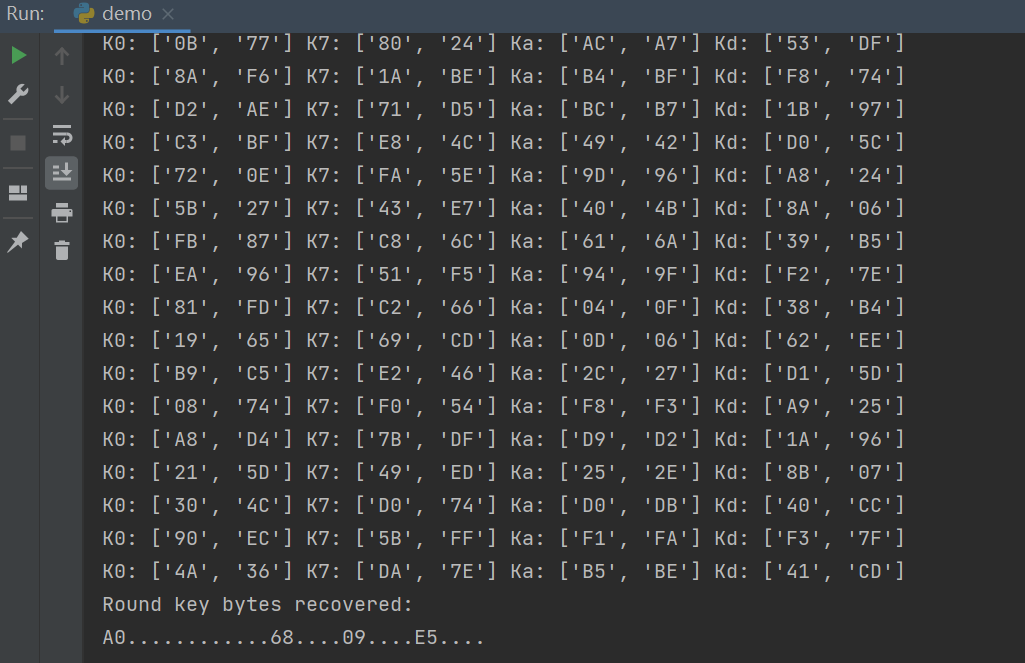 Run: demo
K0: ['0B', '77'] K7: ['80', '24'] Ka: ['AC', 'A7'] Kd: ['53', 'DF']
K0: ['8A', 'F6'] K7: ['1A', 'BE'] Ka: ['B4', 'BF'] Kd: ['F8', '74']
K0: ['D2', 'AE'] K7: ['71', 'D5'] Ka: ['BC', 'B7'] Kd: ['1B', '97']
K0: ['C3', 'BF'] K7: ['E8', '4C'] Ka: ['49', '42'] Kd: ['D0', '5C']
K0: ['72', '0E'] K7: ['FA', '5E'] Ka: ['9D', '96'] Kd: ['A8', '24']
K0: ['5B', '27'] K7: ['43', 'E7'] Ka: ['40', '4B'] Kd: ['8A', '06']
K0: ['FB', '87'] K7: ['C8', '6C'] Ka: ['61', '6A'] Kd: ['39', 'B5']
K0: ['EA', '96'] K7: ['51', 'F5'] Ka: ['94', '9F'] Kd: ['F2', '7E']
K0: ['81', 'FD'] K7: ['C2', '66'] Ka: ['04', '0F'] Kd: ['38', 'B4']
K0: ['19', '65'] K7: ['69', 'CD'] Ka: ['0D', '06'] Kd: ['62', 'EE']
K0: ['B9', 'C5'] K7: ['E2', '46'] Ka: ['2C', '27'] Kd: ['D1', '5D']
K0: ['08', '74'] K7: ['F0', '54'] Ka: ['F8', 'F3'] Kd: ['A9', '25']
K0: ['A8', 'D4'] K7: ['7B', 'DF'] Ka: ['D9', 'D2'] Kd: ['1A', '96']
K0: ['21', '5D'] K7: ['49', 'ED'] Ka: ['25', '2E'] Kd: ['8B', '07']
K0: ['30', '4C'] K7: ['D0', '74'] Ka: ['D0', 'DB'] Kd: ['40', 'CC']
K0: ['90', 'EC'] K7: ['5B', 'FF'] Ka: ['F1', 'FA'] Kd: ['F3', '7F']
K0: ['4A', '36'] K7: ['DA', '7E'] Ka: ['B5', 'BE'] Kd: ['41', 'CD']
Round key bytes recovered:
A0............68....09....E5....